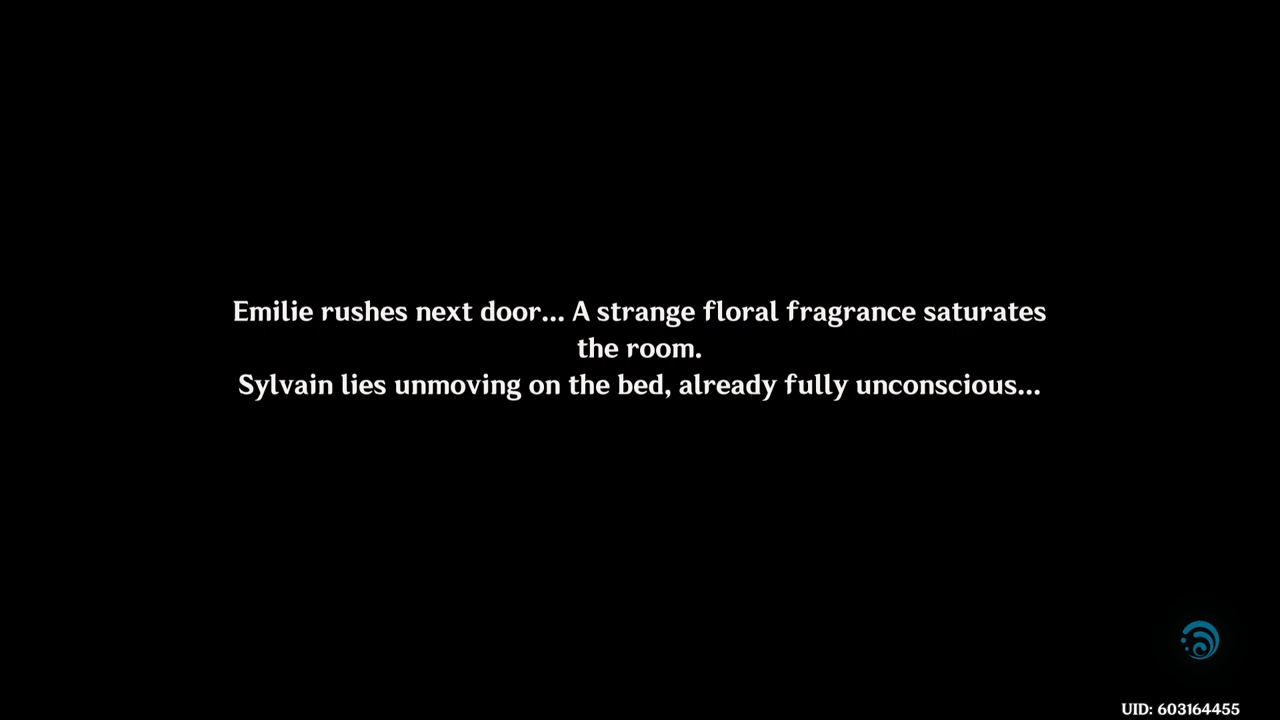 Emilie rushes next door... A strange floral fragrance saturates
the room.
Sylvain lies unmoving on the bed, already fully unconscious...
UID: 603164455